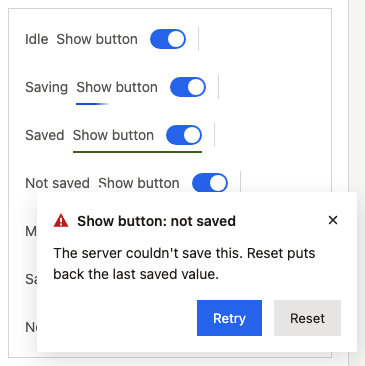 Idle Show button
Saving Show button
Saved Show button
Not saved Show button
Show button: not saved
The server couldn't save this. Reset puts
back the last saved value.
Retry Reset